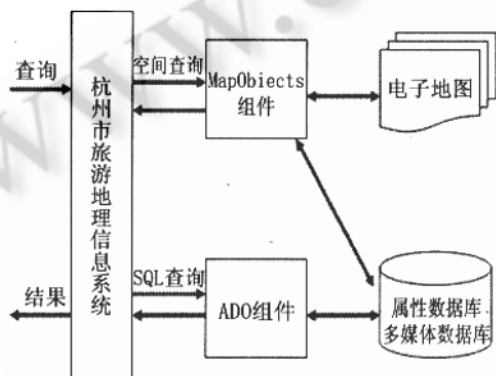 查询
杭州市旅游地理信息系统
空间查询
MapObiects
组件
电子地图
结果
SQL查询
ADO组件
属性数据库
多媒体数据库